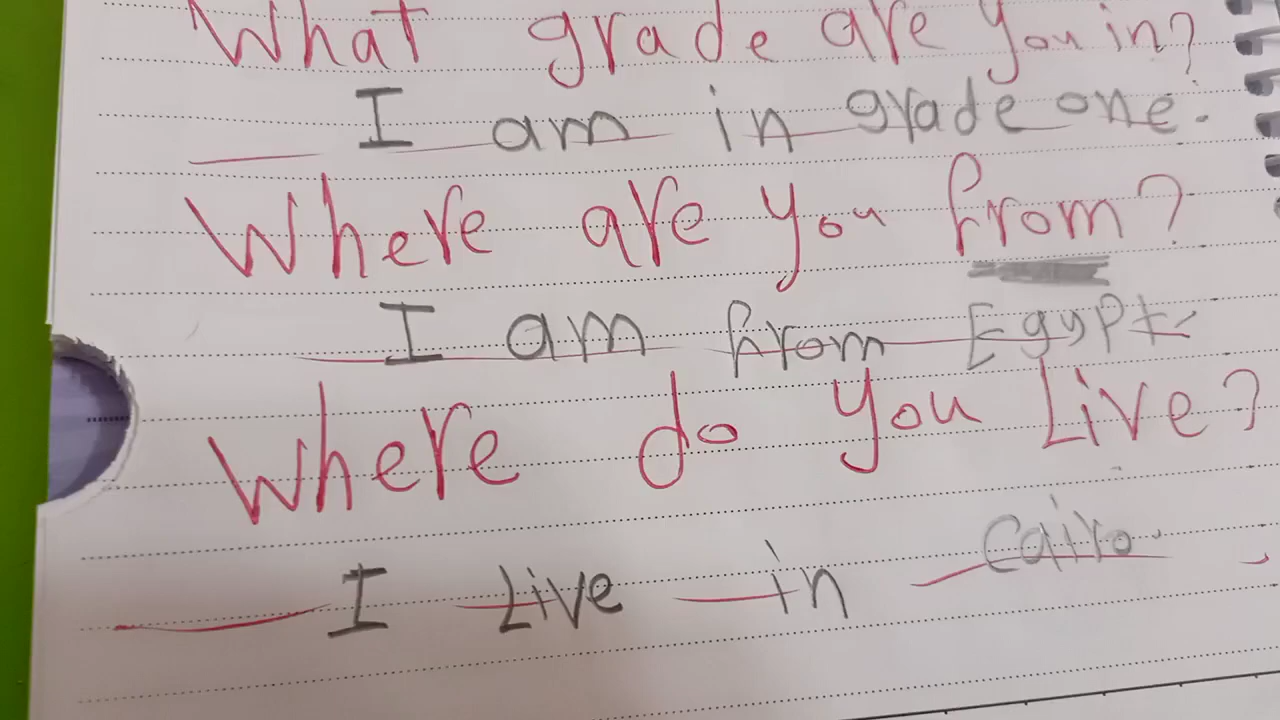 What grade are you in?
I am in grade one.
Where are you from?
I am from Egypt.
Where do you Live?
I Live in Cairo.